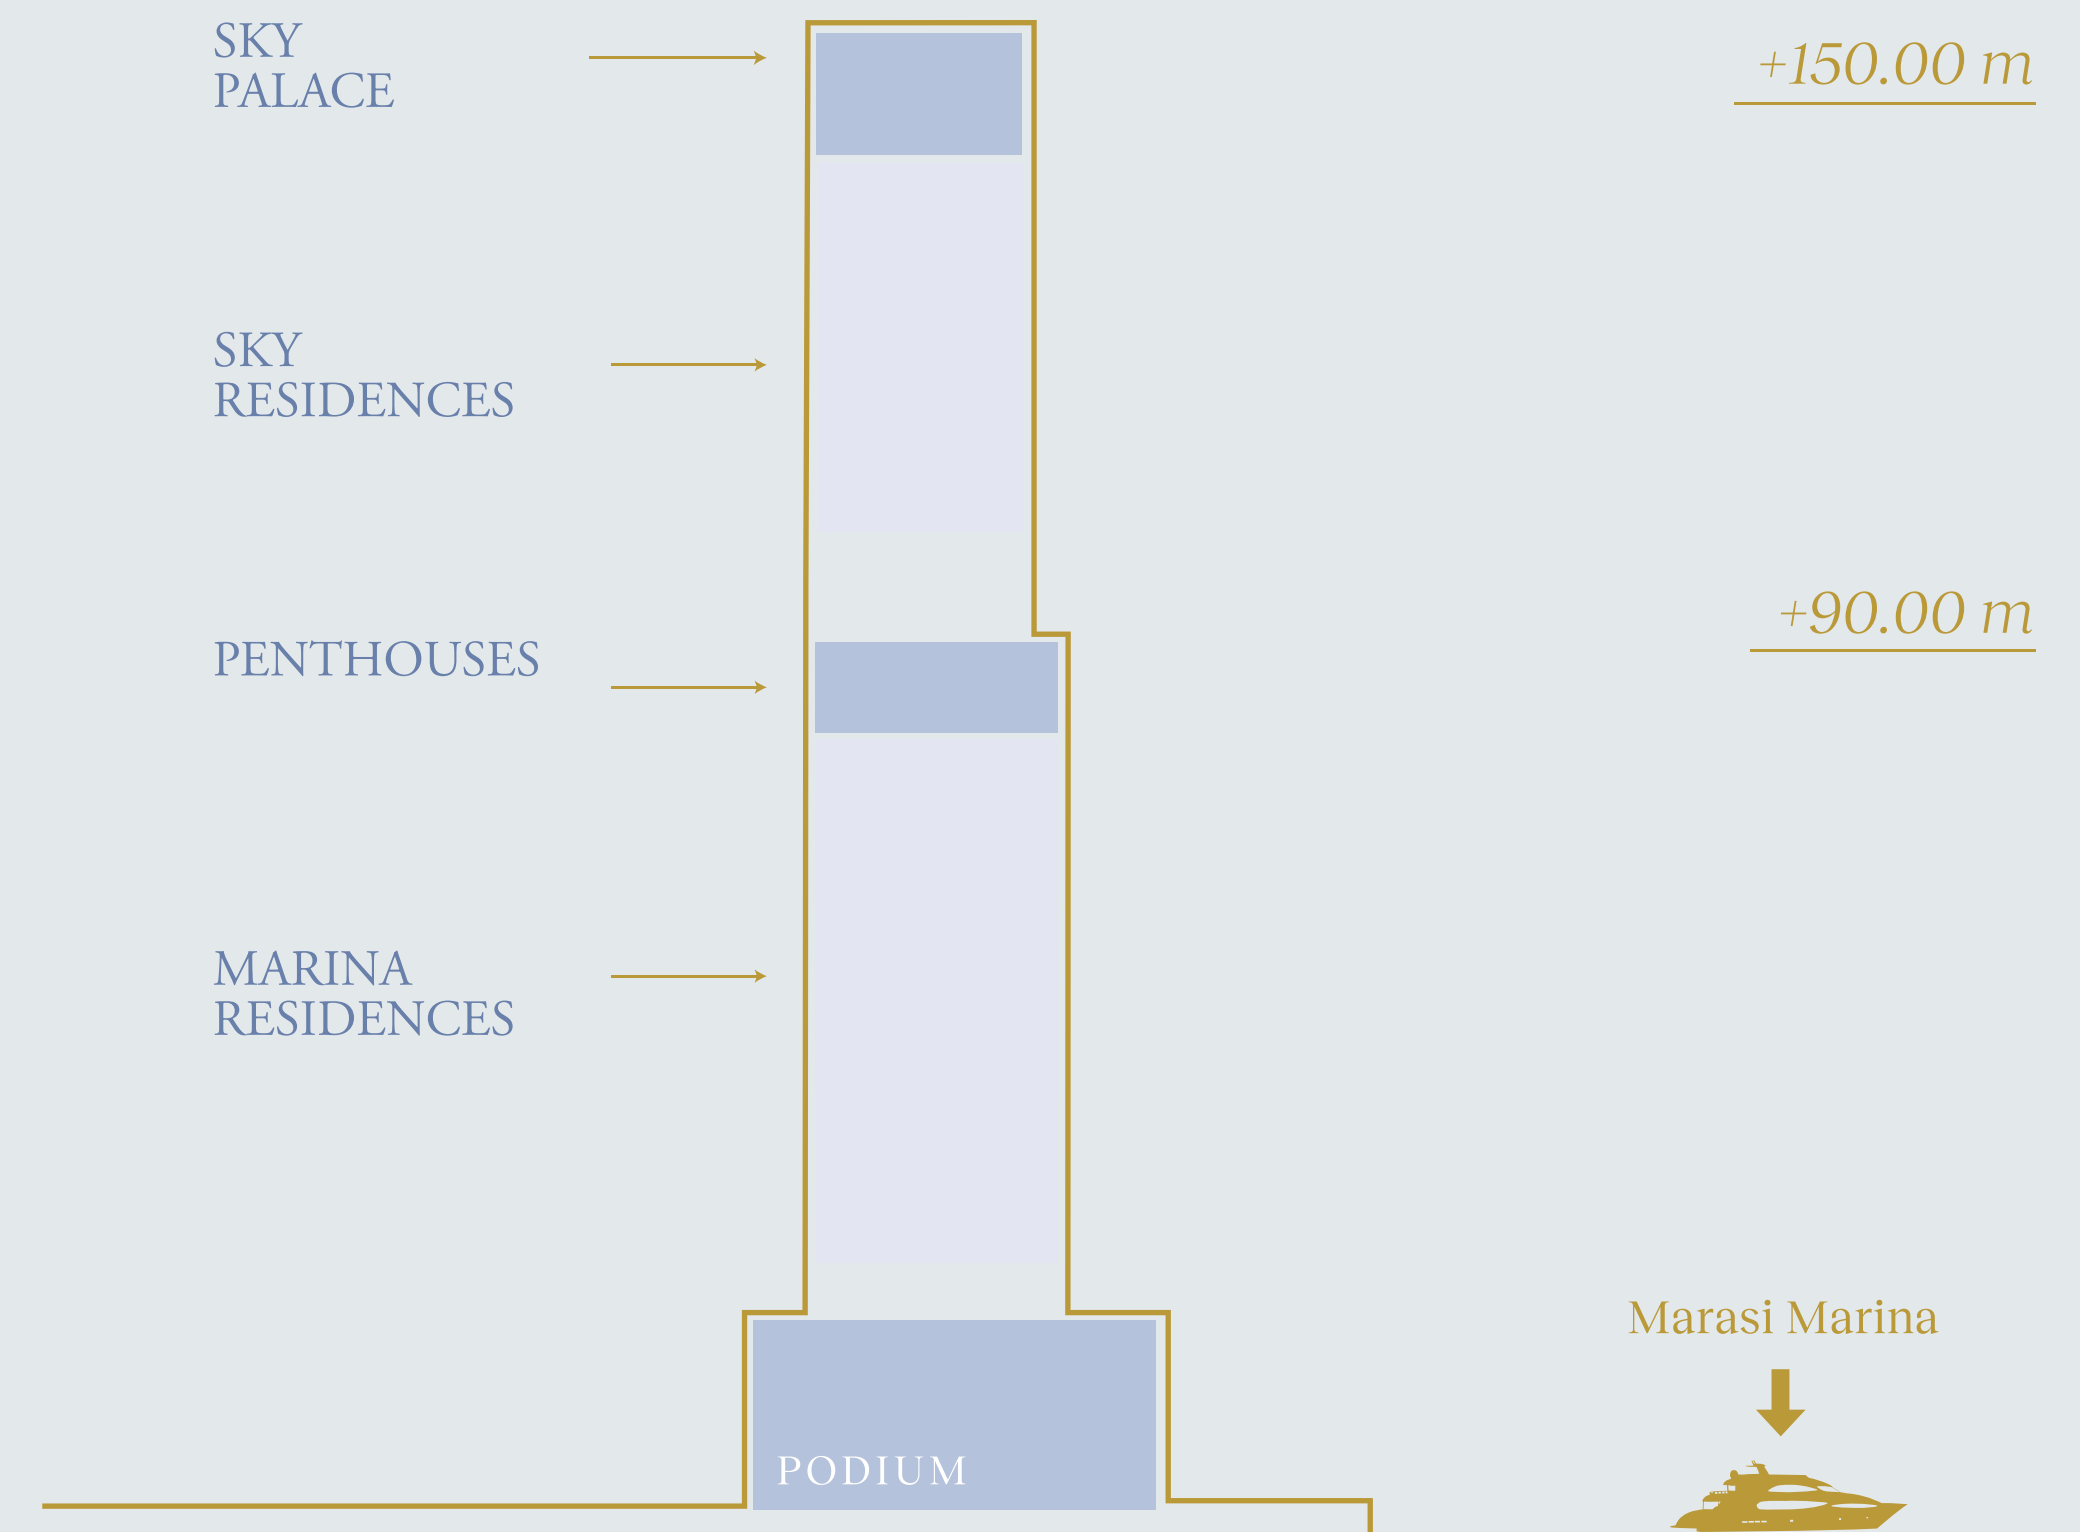 SKY
PALACE
+150.00 m
SKY
RESIDENCES
+90.00 m
PENTHOUSES
MARINA
RESIDENCES
Marasi Marina
PODIUM